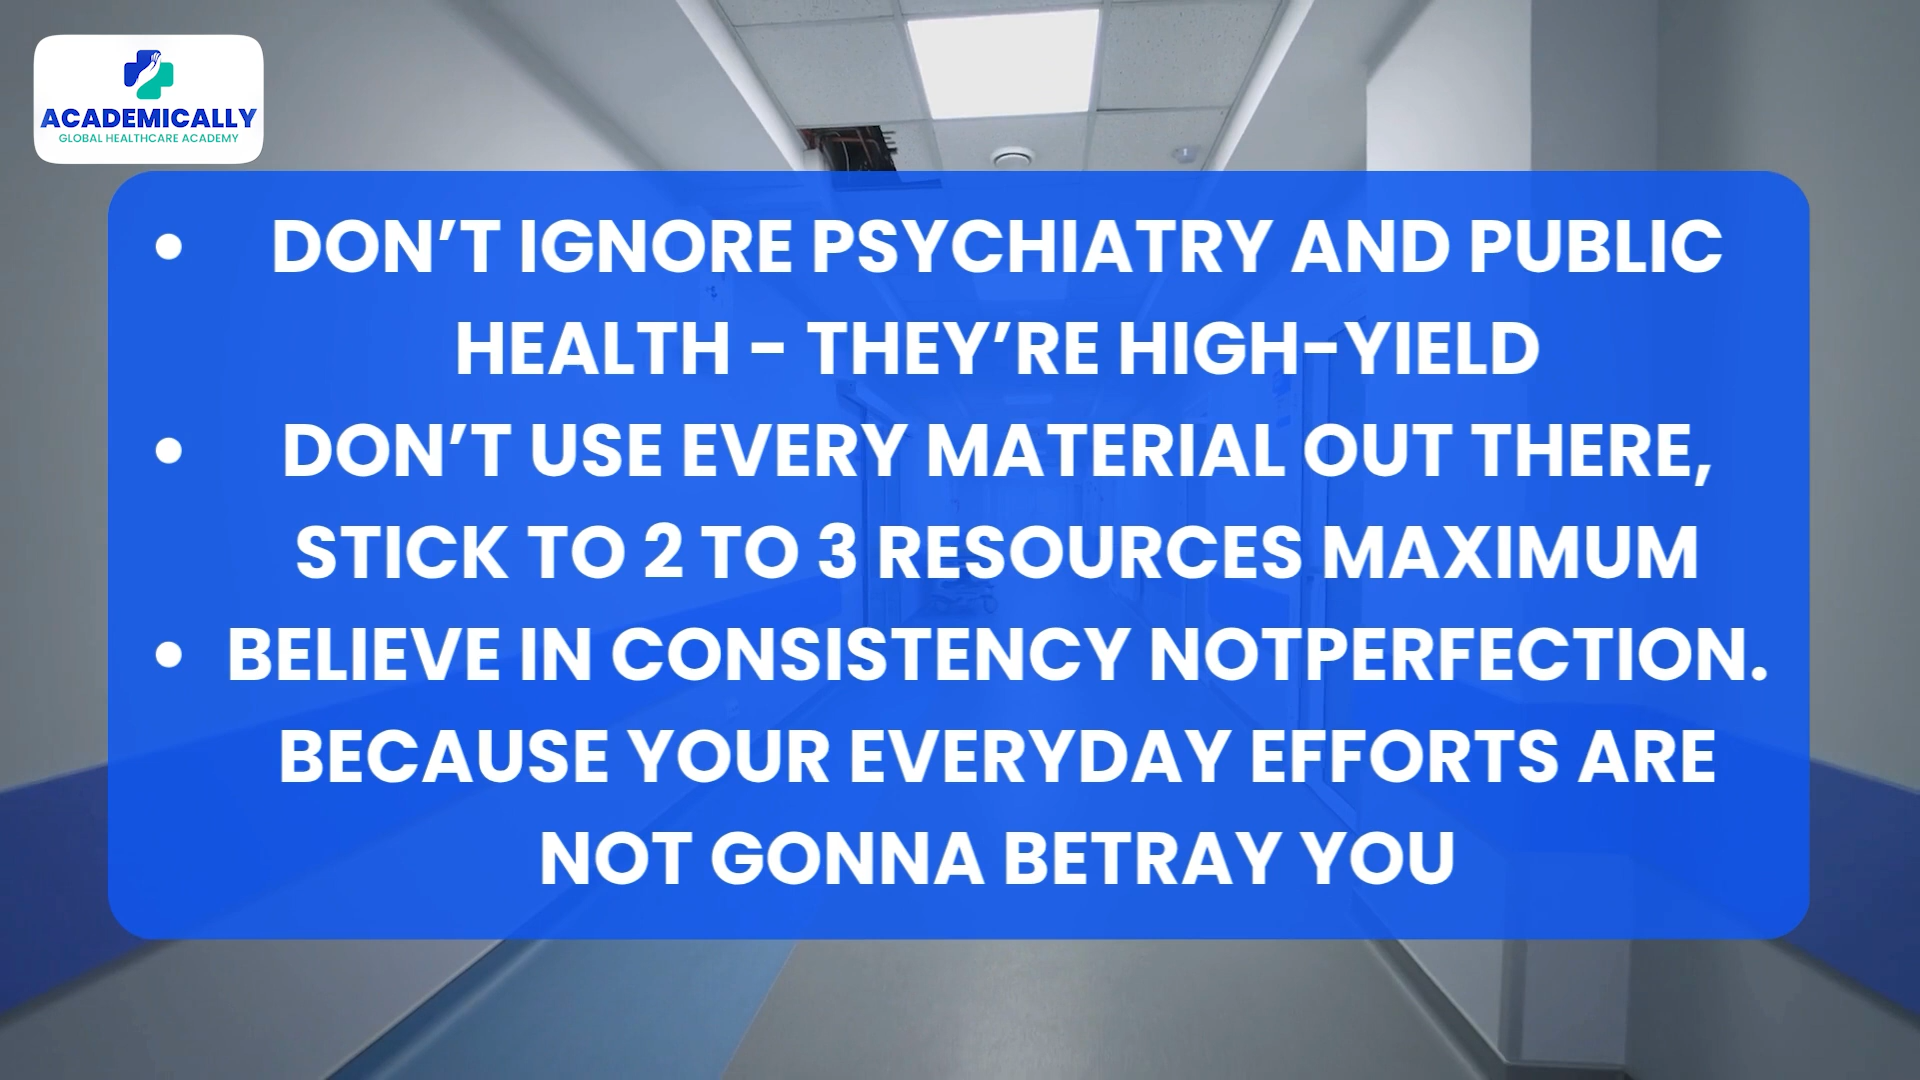 ACADEMICALLY
GLOBAL HEALTHCARE ACADEMY
• DON’T IGNORE PSYCHIATRY AND PUBLIC
HEALTH - THEY’RE HIGH-YIELD
• DON’T USE EVERY MATERIAL OUT THERE,
STICK TO 2 TO 3 RESOURCES MAXIMUM
• BELIEVE IN CONSISTENCY NOTPERFECTION.
BECAUSE YOUR EVERYDAY EFFORTS ARE
NOT GONNA BETRAY YOU